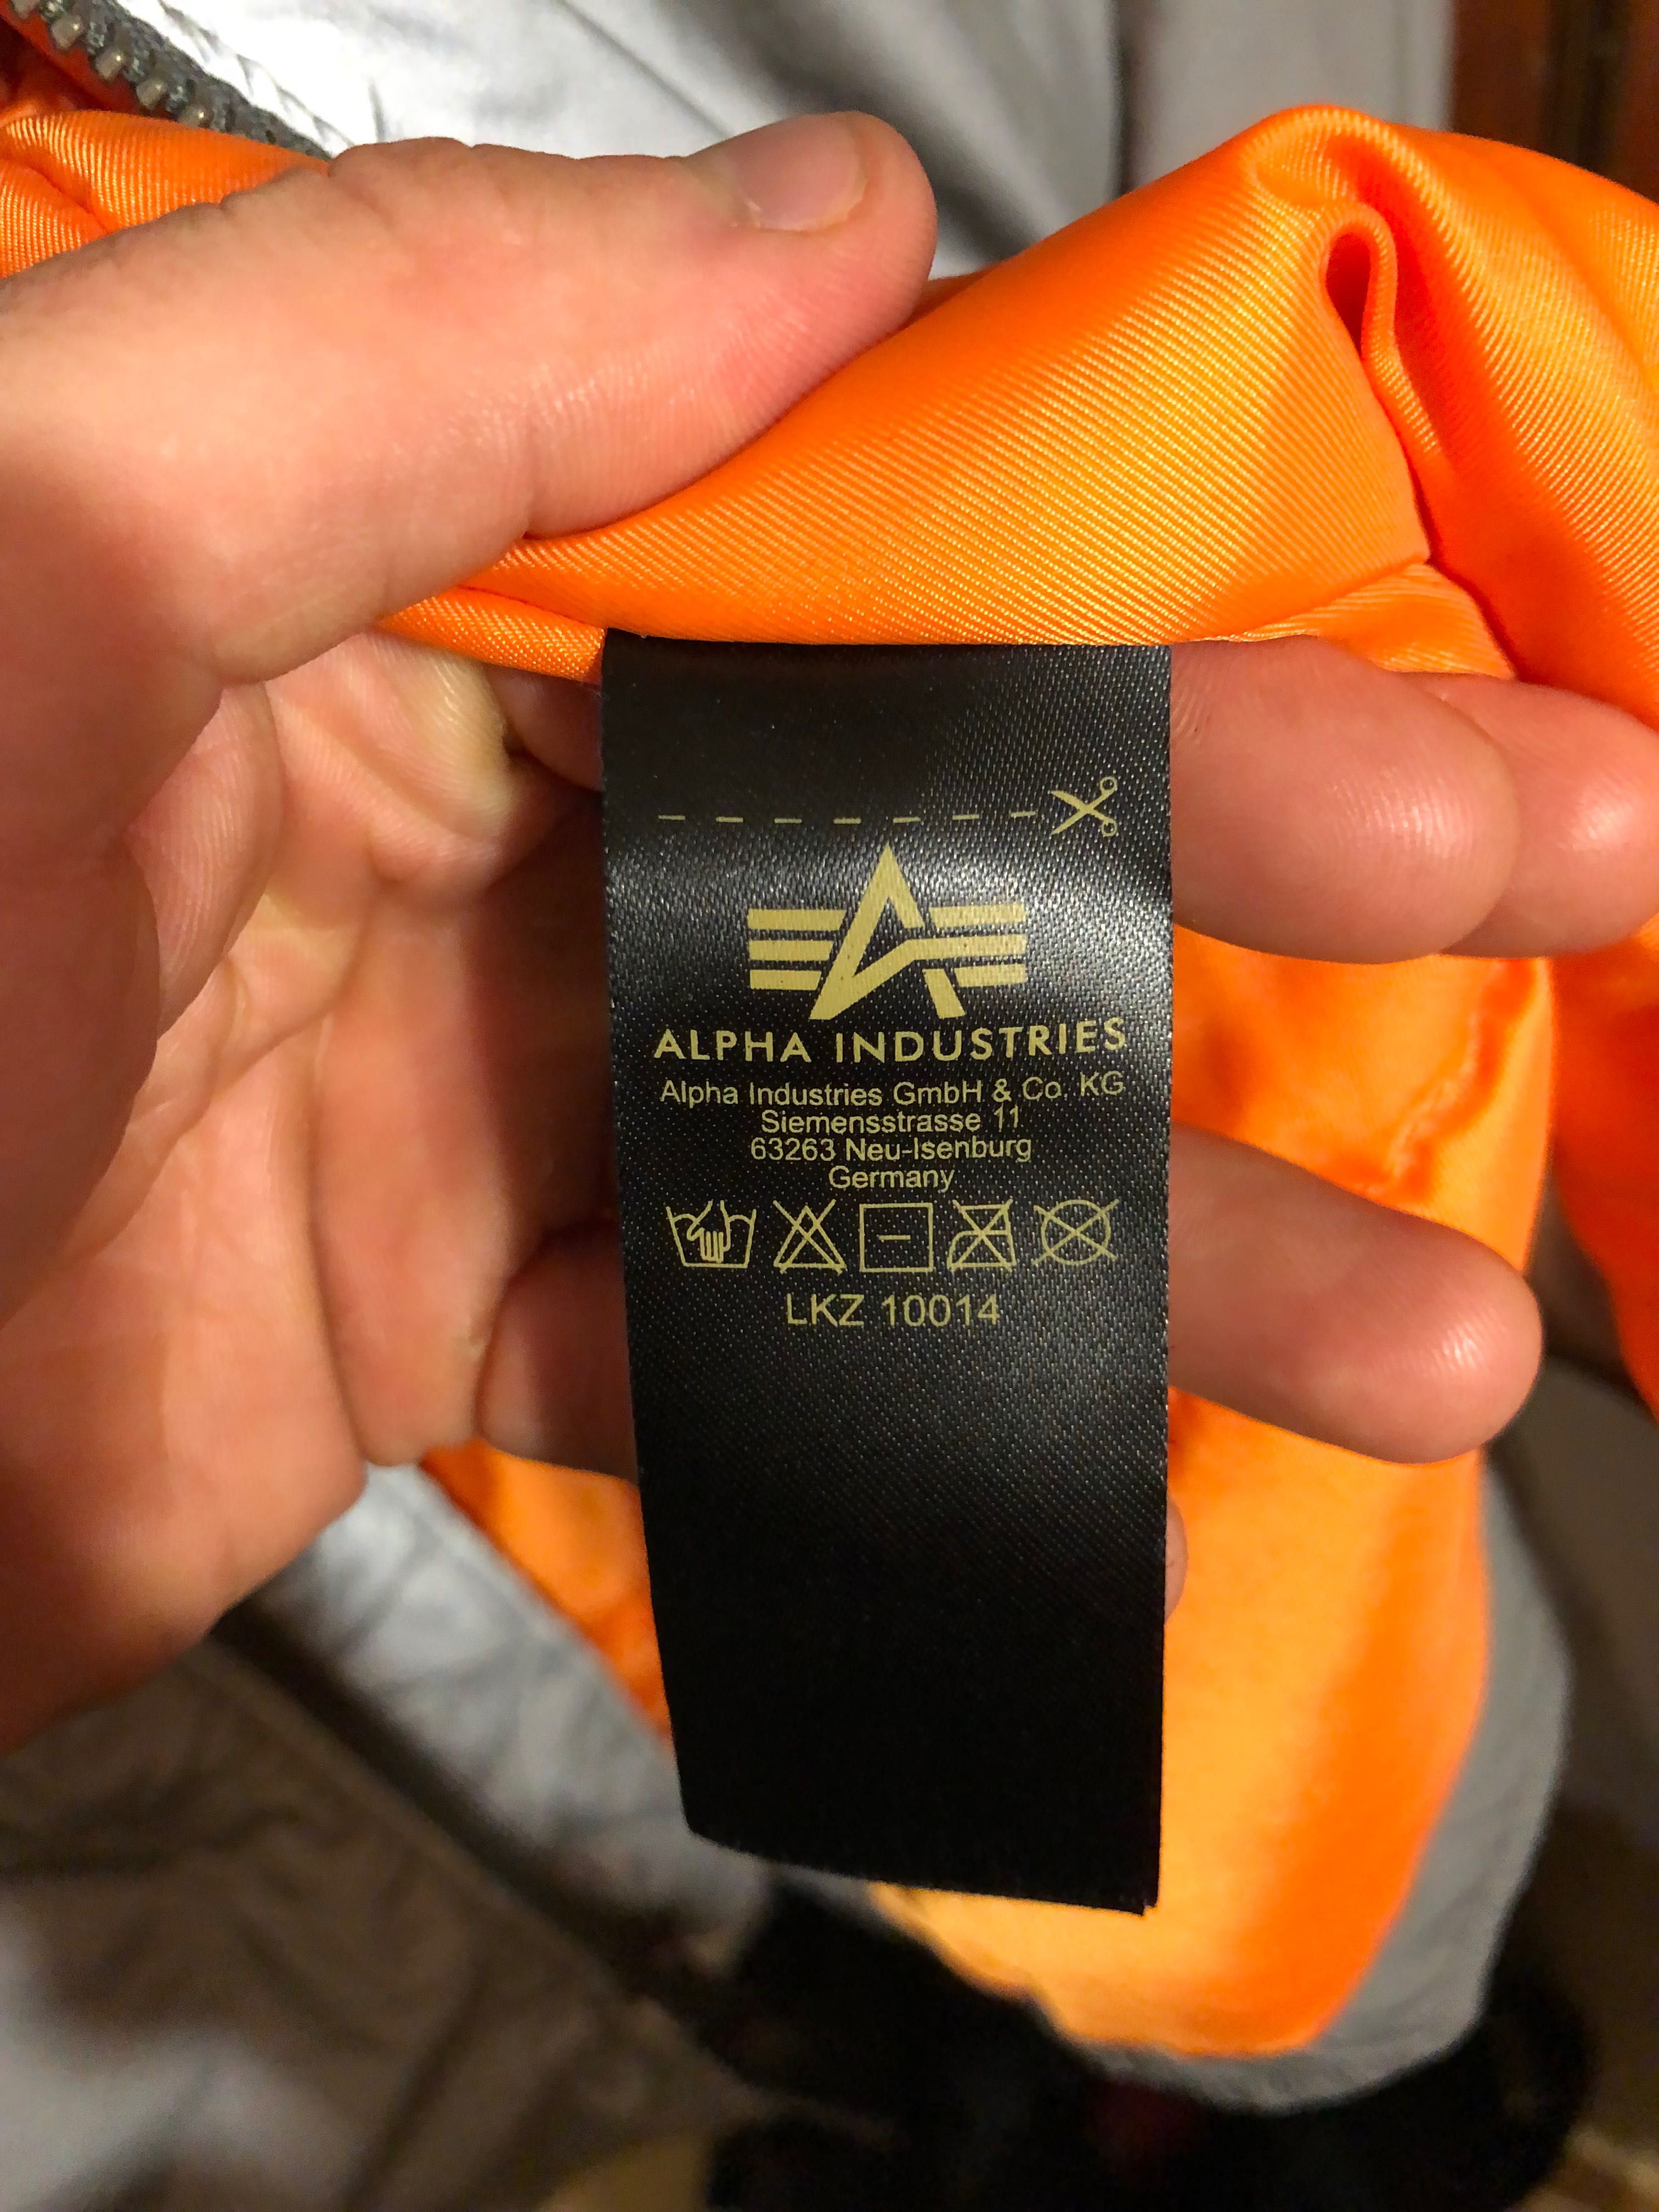 ALPHA INDUSTRIES
Alpha Industries GmbH & Co. KG
Siemensstrasse 11
63263 Neu-Isenburg
Germany
LKZ 10014